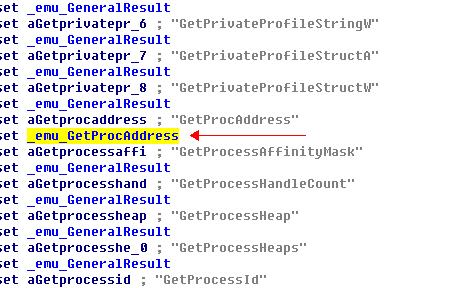 set _emu_GeneralResult
set aGetprivatepr_6 ; "GetPrivateProfileStringW"
set _emu_GeneralResult
set aGetprivatepr_7 ; "GetPrivateProfileStructA"
set _emu_GeneralResult
set aGetprivatepr_8 ; "GetPrivateProfileStructW"
set _emu_GeneralResult
set aGetprocaddress ; "GetProcAddress"
set _emu_GetProcAddress
set aGetprocessaffi ; "GetProcessAffinityMask"
set _emu_GeneralResult
set aGetprocesshand ; "GetProcessHandleCount"
set _emu_GeneralResult
set aGetprocessheap ; "GetProcessHeap"
set _emu_GeneralResult
set aGetprocesshe_0 ; "GetProcessHeaps"
set _emu_GeneralResult
set aGetprocessid ; "GetProcessId"